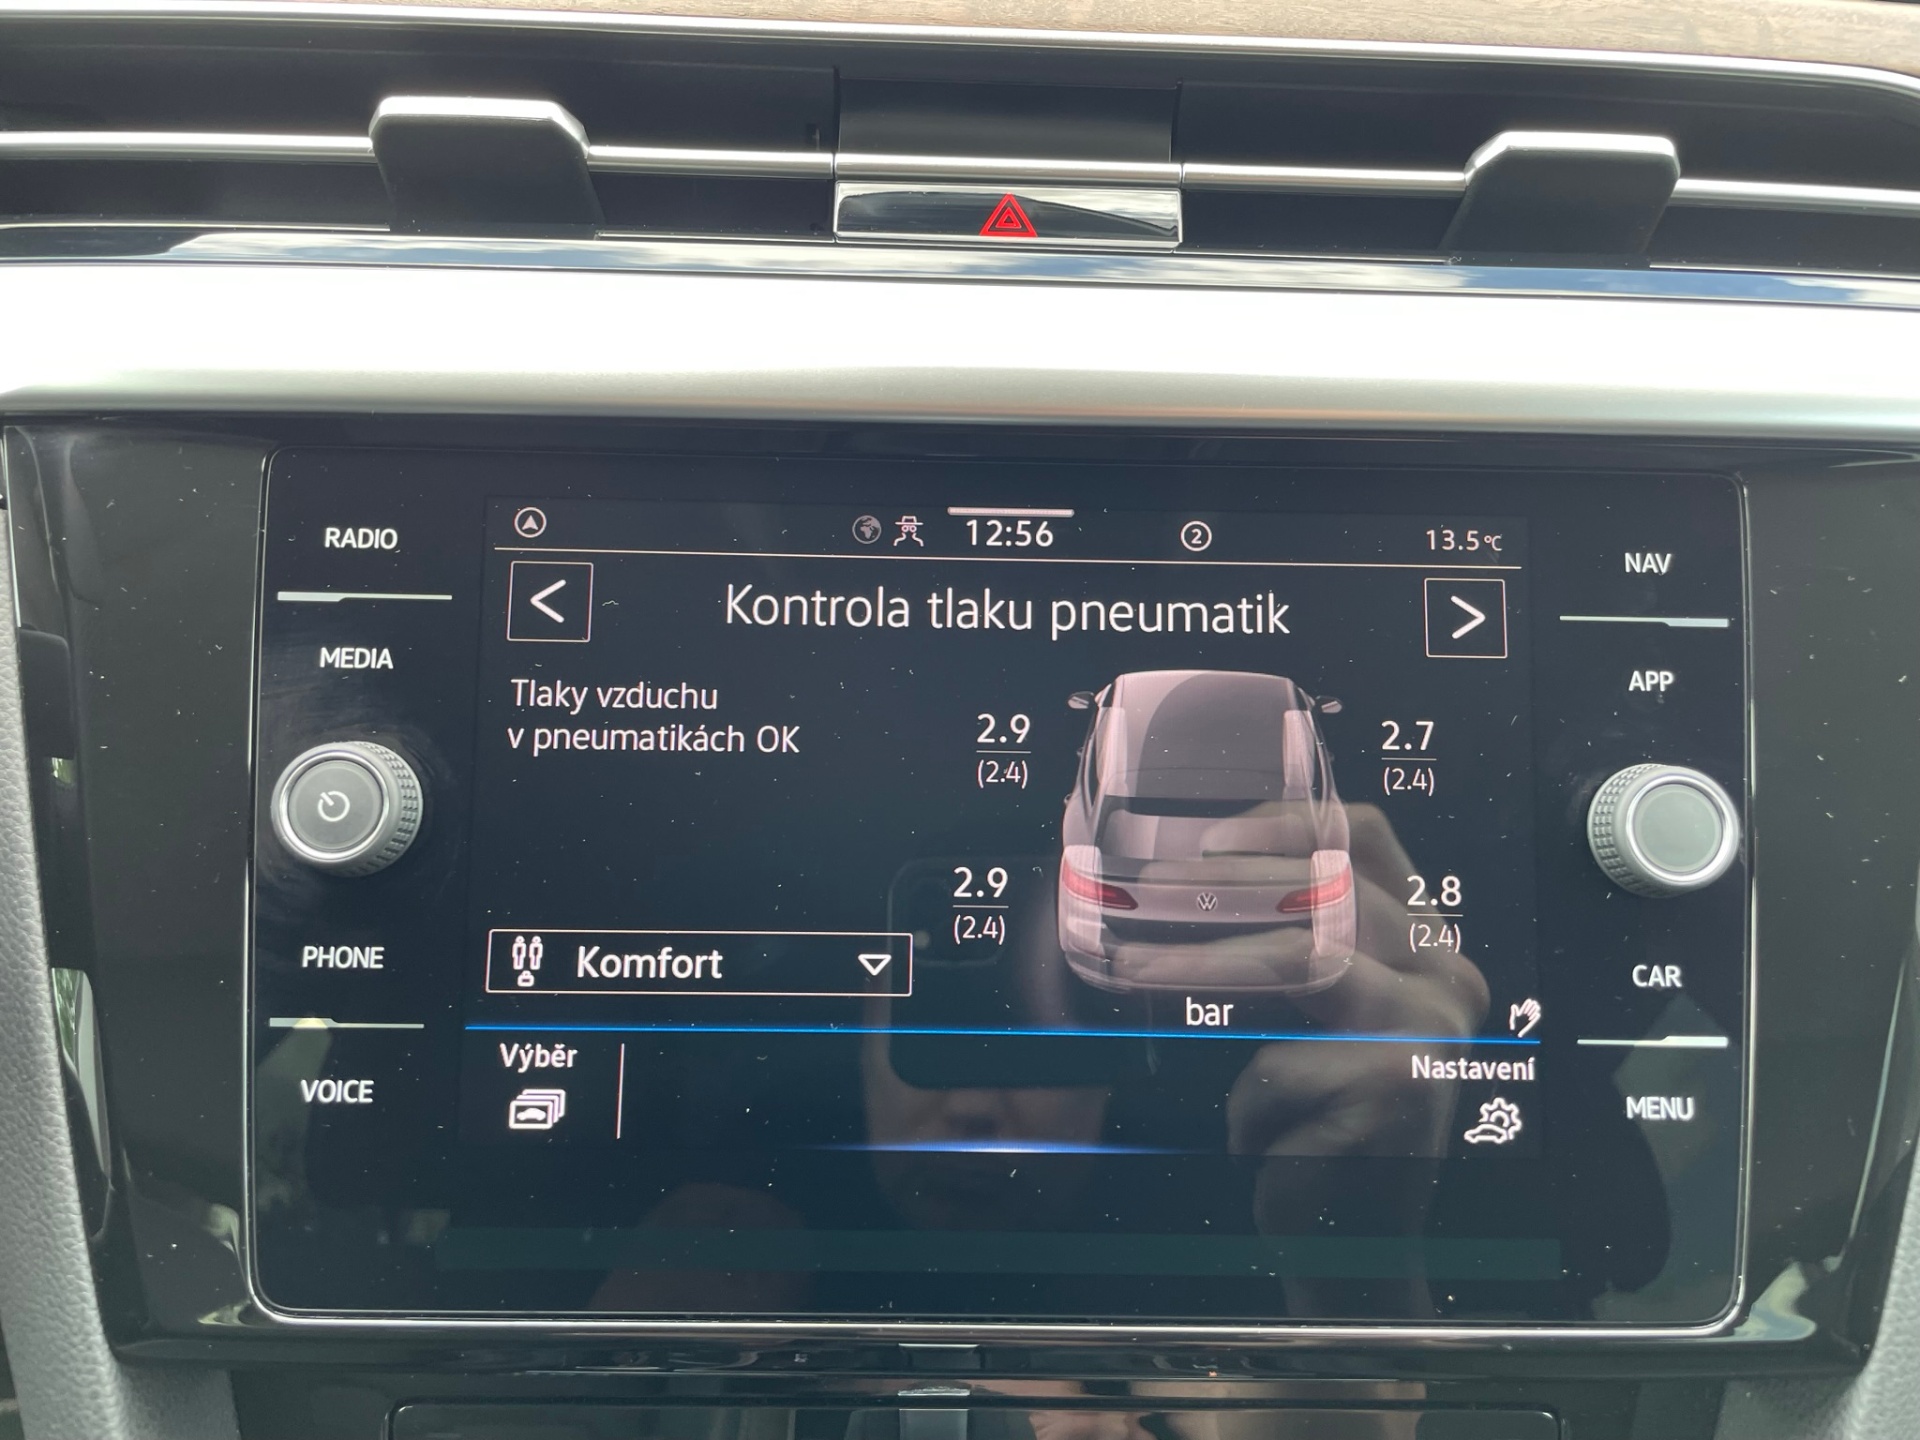 RADIO
MEDIA
PHONE
VOICE
12:56
2
13.5°C
<
Kontrola tlaku pneumatik
>
Tlaky vzduchu
v pneumatikách OK
2.9
(2.4)
2.7
(2.4)
2.9
(2.4)
2.8
(2.4)
Komfort
bar
Výběr
Nastavení
NAV
APP
CAR
MENU